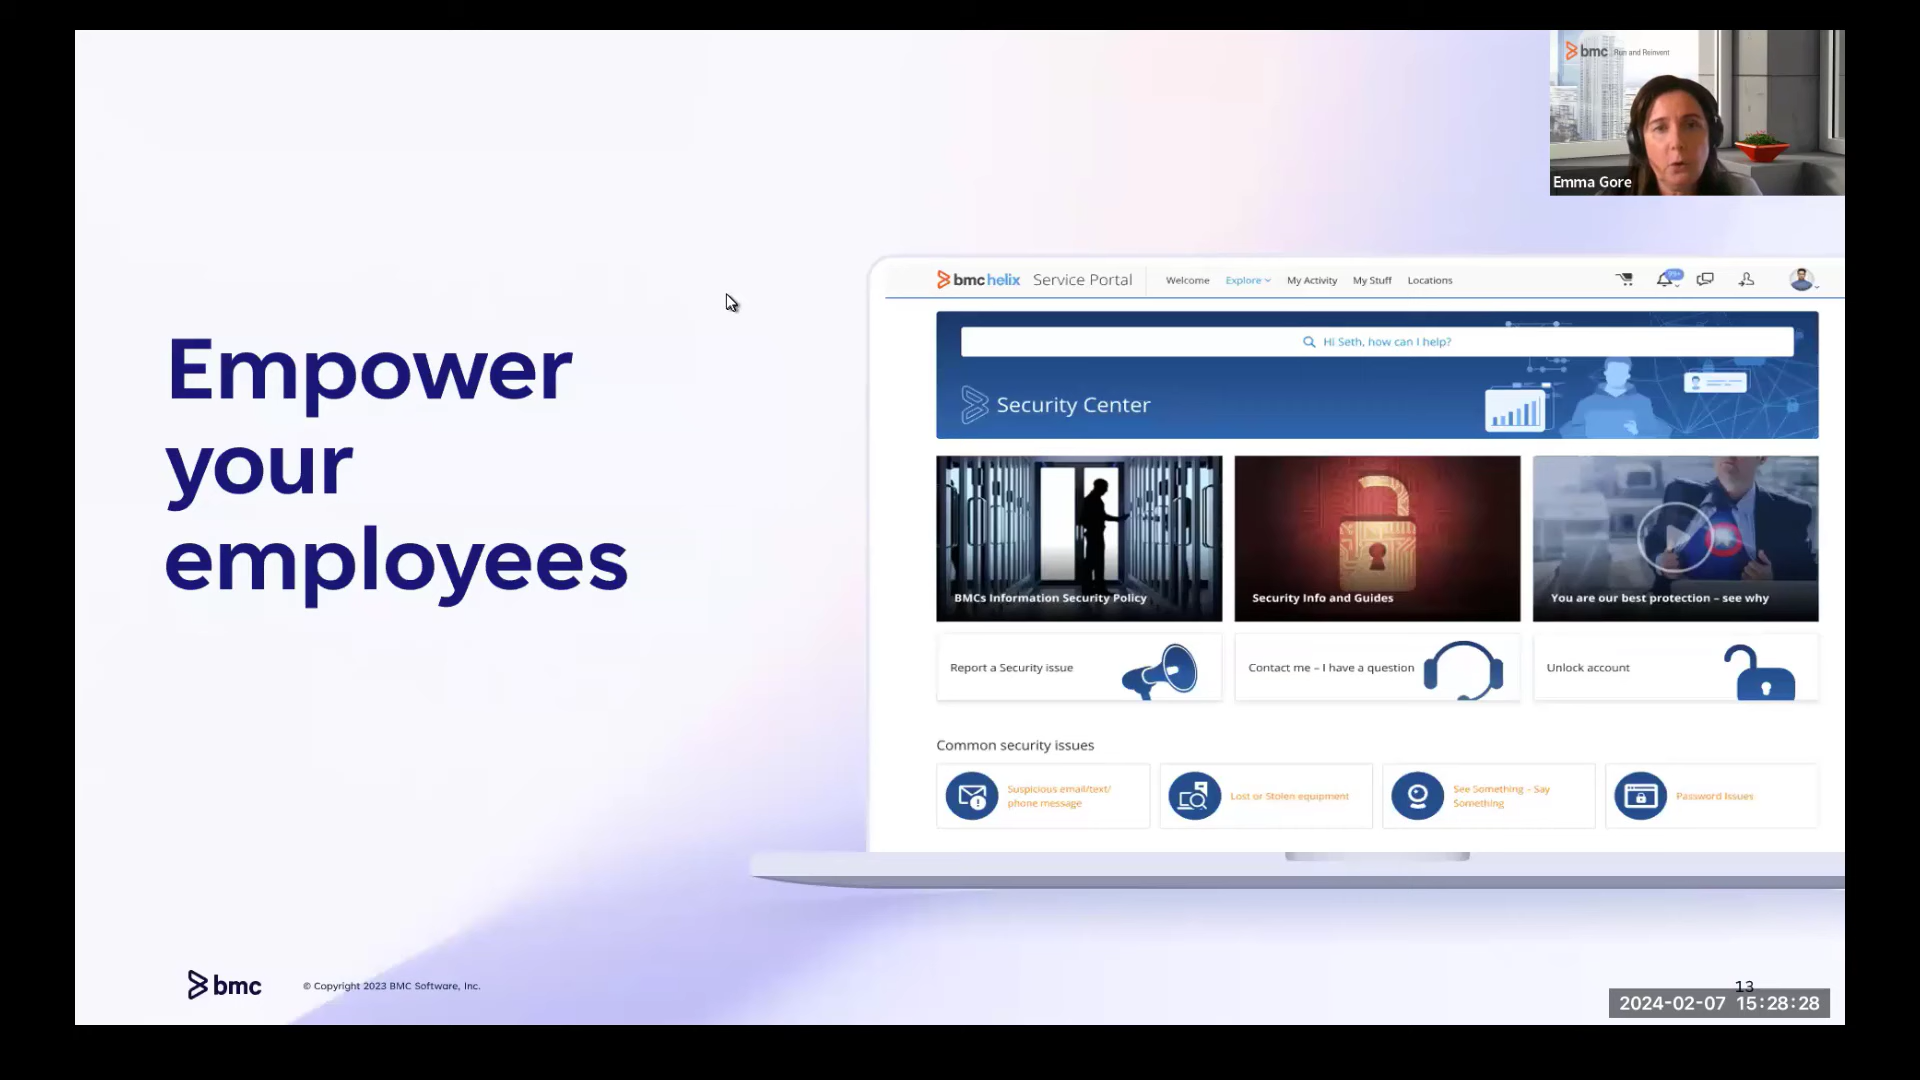 bmc Run and Reinvent
Emma Gore
Empower
your
employees
bmchelix Service Portal
Welcome Explore My Activity My Stuff Locations
99+
Hi Seth, how can I help?
Security Center
BMCs Information Security Policy
Security Info and Guides
You are our best protection – see why
Report a Security issue
Contact me – I have a question
Unlock account
Common security issues
Suspicious email/text/
phone message
Lost or Stolen equipment
See Something – Say
Something
Password Issues
bmc
© Copyright 2023 BMC Software, Inc.
13
2024-02-07 15:28:28